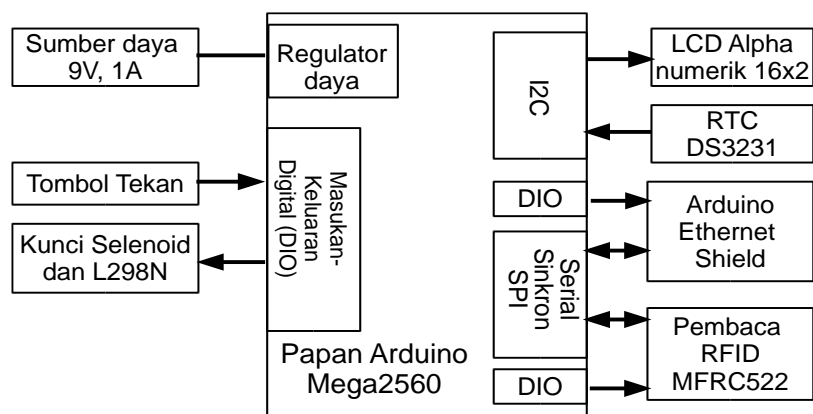 Sumber daya
9V, 1A
Regulator
daya
I2C
LCD Alpha
numerik 16x2
RTC
DS3231
Tombol Tekan
Masukan-
Keluaran
Digital (DIO)
Kunci Selenoid
dan L298N
DIO
Arduino
Ethernet
Shield
Serial
Sinkron
SPI
Pembaca
RFID
MFRC522
DIO
Papan Arduino
Mega2560